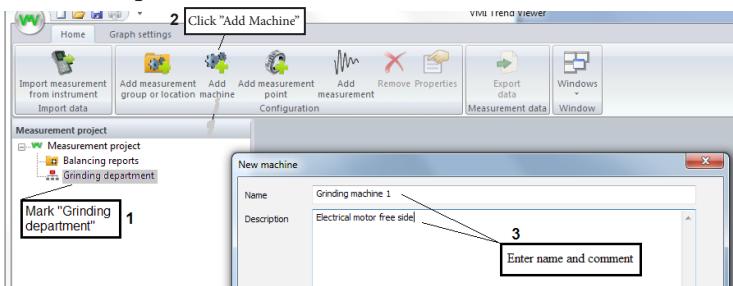 2 Click "Add Machine"
VMI Trend Viewer
Home Graph settings
Import measurement from instrument
Add measurement group or location
Add machine
Add measurement point
Add measurement
Remove
Properties
Export data
Windows
Import data
Configuration
Measurement data
Window
Measurement project
Measurement project
Balancing reports
Grinding department
Mark "Grinding
department"
1
New machine
Name Grinding machine 1
Description Electrical motor free side
3
Enter name and comment